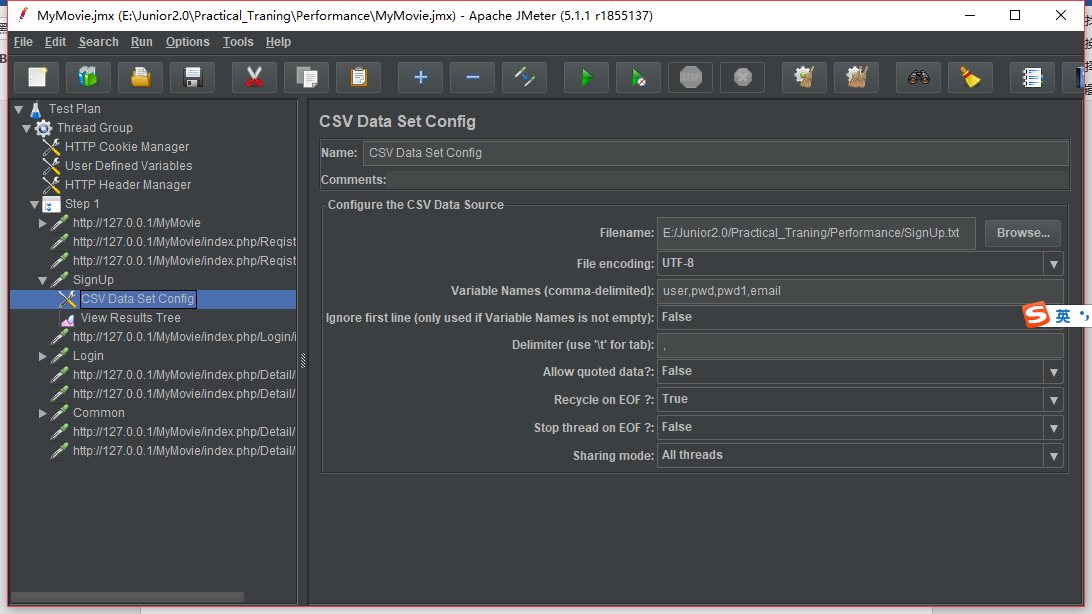 MyMovie.jmx (E:\Junior2.0\Practical_Traning\Performance\MyMovie.jmx) - Apache JMeter (5.1.1 r1855137)
File Edit Search Run Options Tools Help
STOP
Test Plan
Thread Group
HTTP Cookie Manager
User Defined Variables
HTTP Header Manager
Step 1
http://127.0.0.1/MyMovie
http://127.0.0.1/MyMovie/index.php/Regist
http://127.0.0.1/MyMovie/index.php/Regist
SignUp
CSV Data Set Config
View Results Tree
http://127.0.0.1/MyMovie/index.php/Login/i
Login
http://127.0.0.1/MyMovie/index.php/Detail/
http://127.0.0.1/MyMovie/index.php/Detail/
Common
http://127.0.0.1/MyMovie/index.php/Detail/
http://127.0.0.1/MyMovie/index.php/Detail/
CSV Data Set Config
Name: CSV Data Set Config
Comments:
Configure the CSV Data Source
Filename: E:/Junior2.0/Practical_Traning/Performance/SignUp.txt Browse...
File encoding: UTF-8
Variable Names (comma-delimited): user,pwd,pwd1,email
Ignore first line (only used if Variable Names is not empty): False
Delimiter (use '\t' for tab): ,
Allow quoted data?: False
Recycle on EOF ?: True
Stop thread on EOF ?: False
Sharing mode: All threads
S 英